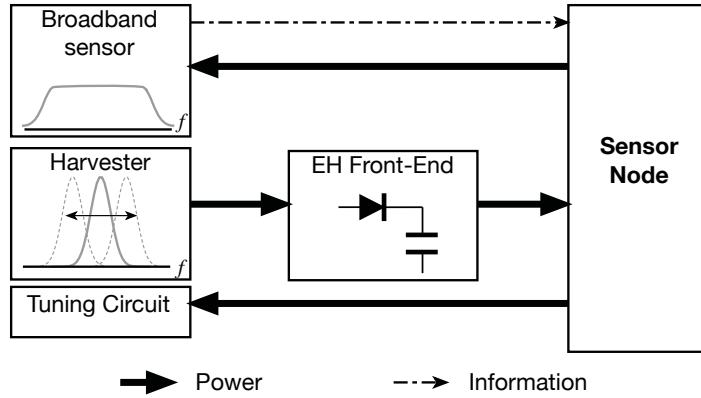 Broadband
sensor
f
Harvester
f
Tuning Circuit
EH Front-End
Sensor
Node
Power
Information